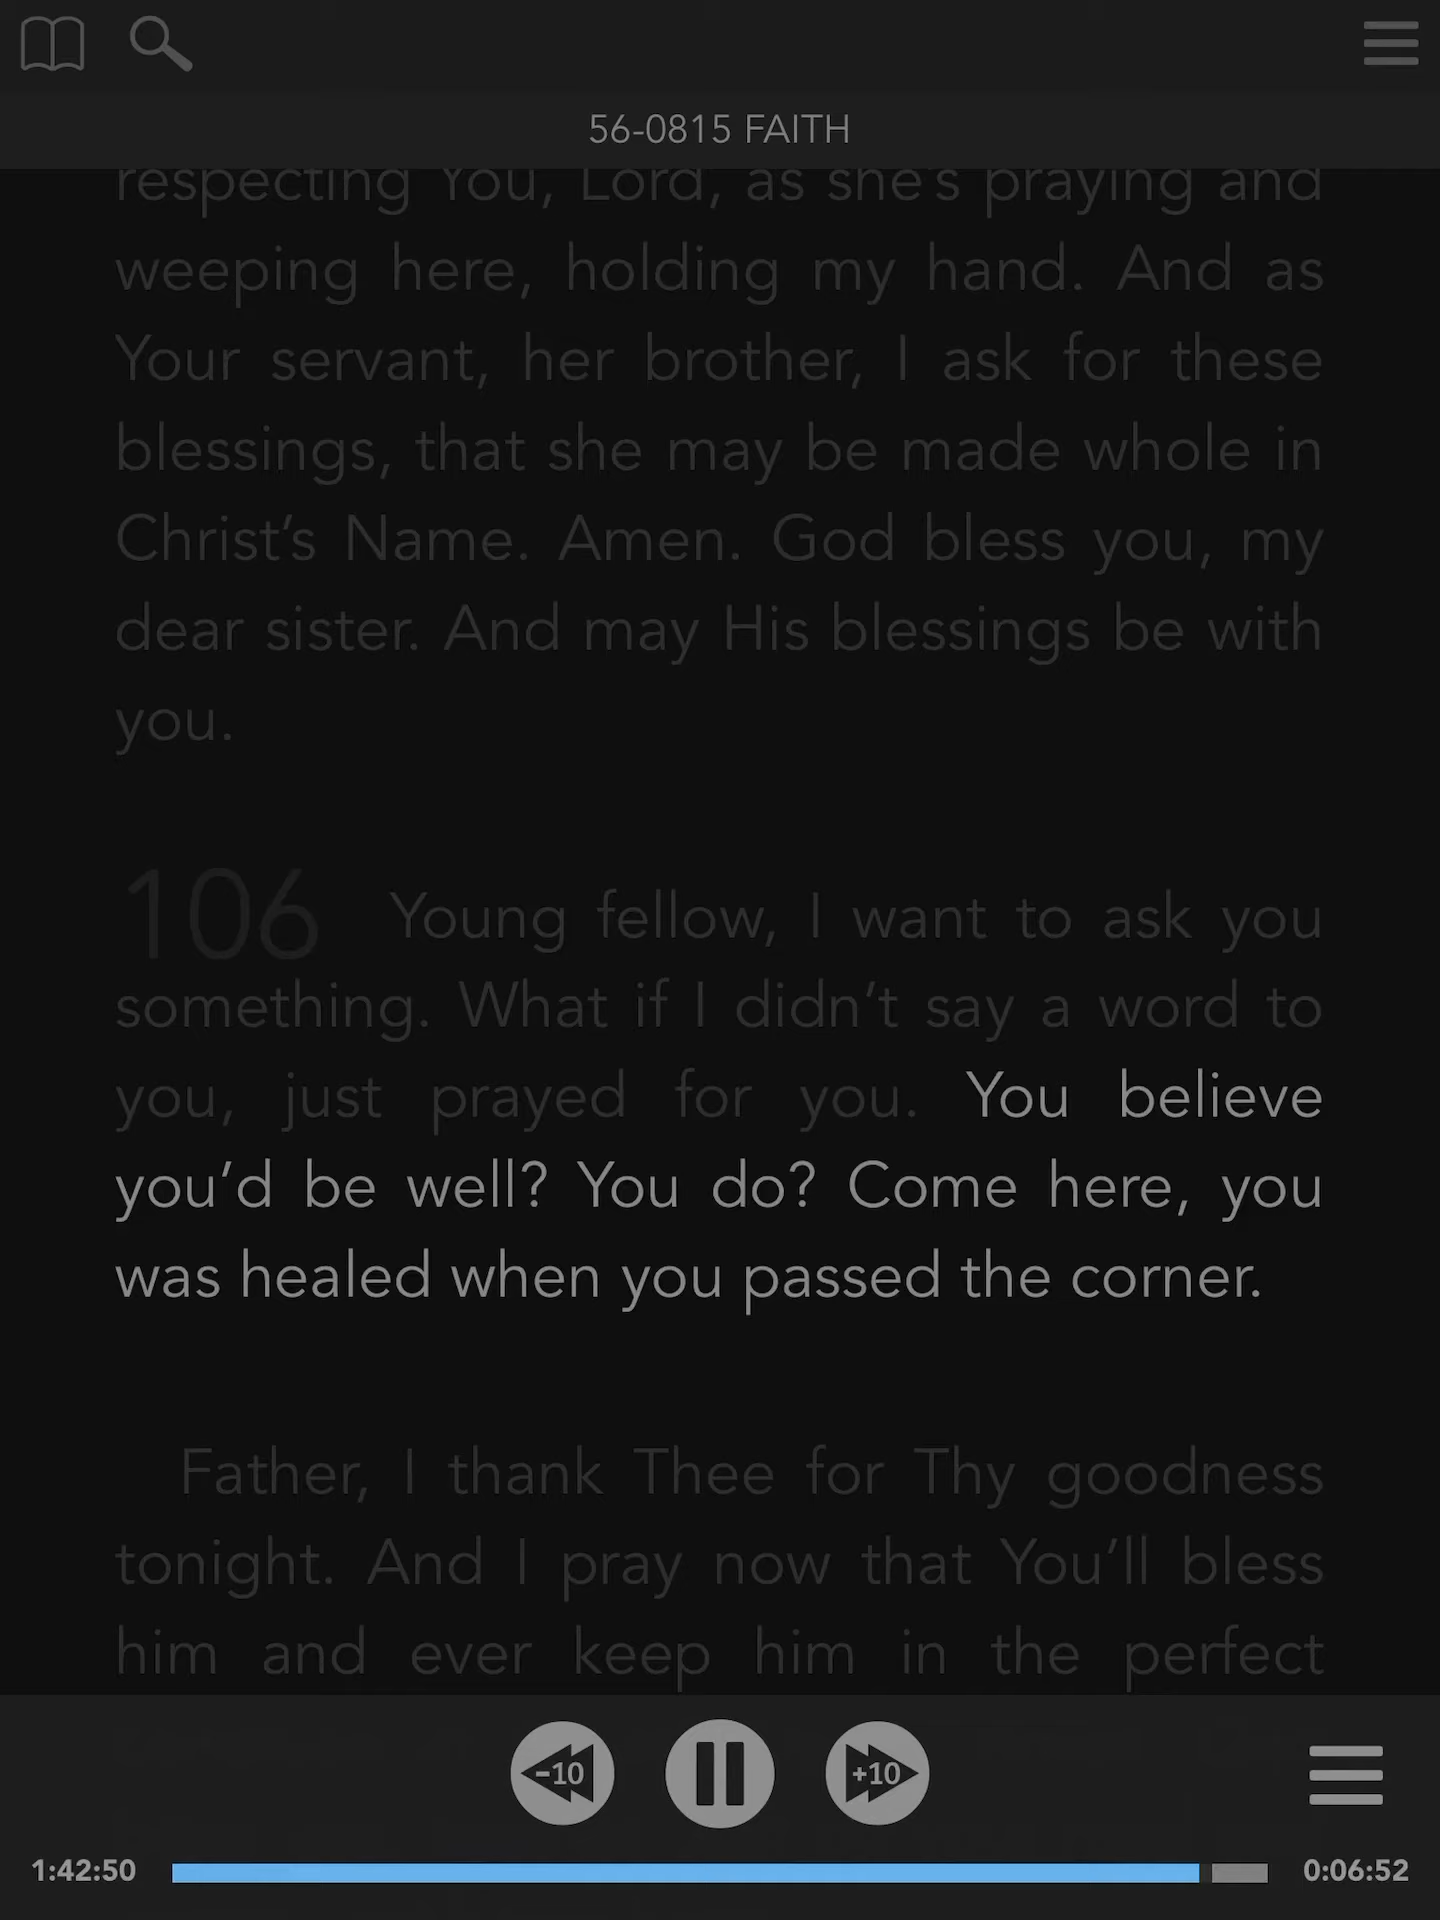 56-0815 FAITH
respecting You, Lord, as she's praying and
weeping here, holding my hand. And as
Your servant, her brother, I ask for these
blessings, that she may be made whole in
Christ’s Name. Amen. God bless you, my
dear sister. And may His blessings be with
you.
106 Young fellow, I want to ask you
something. What if I didn’t say a word to
you, just prayed for you. You believe
you’d be well? You do? Come here, you
was healed when you passed the corner.
Father, I thank Thee for Thy goodness
tonight. And I pray now that You’ll bless
him and ever keep him in the perfect
-10 +10
1:42:50 0:06:52